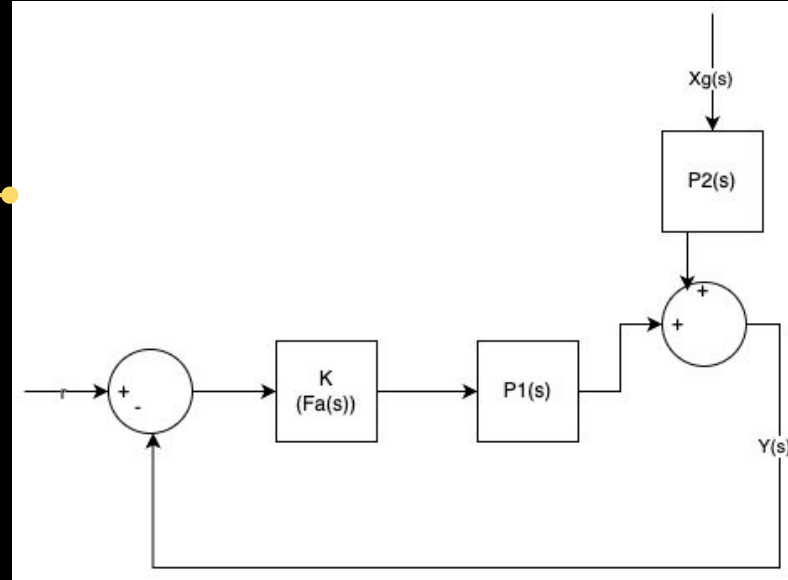 Xg(s)
P2(s)
+
+
K
(Fa(s))
P1(s)
r
+
-
Y(s)